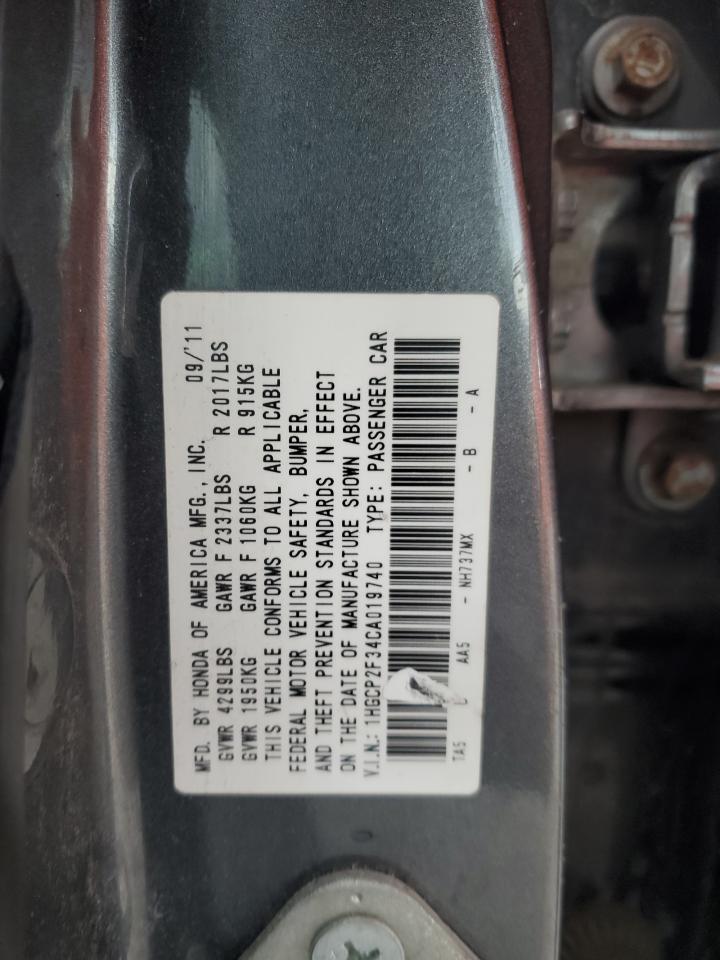 MFD. BY HONDA OF AMERICA MFG., INC. 09/'11
GVWR 4299LBS GAWR F 2337LBS R 2017LBS
GVWR 1950KG GAWR F 1060KG R 915KG
THIS VEHICLE CONFORMS TO ALL APPLICABLE
FEDERAL MOTOR VEHICLE SAFETY, BUMPER,
AND THEFT PREVENTION STANDARDS IN EFFECT
ON THE DATE OF MANUFACTURE SHOWN ABOVE.
V.I.N.: 1HGCP2F34CA019740 TYPE: PASSENGER CAR
TA5 AA5 - NH737MX - B - A